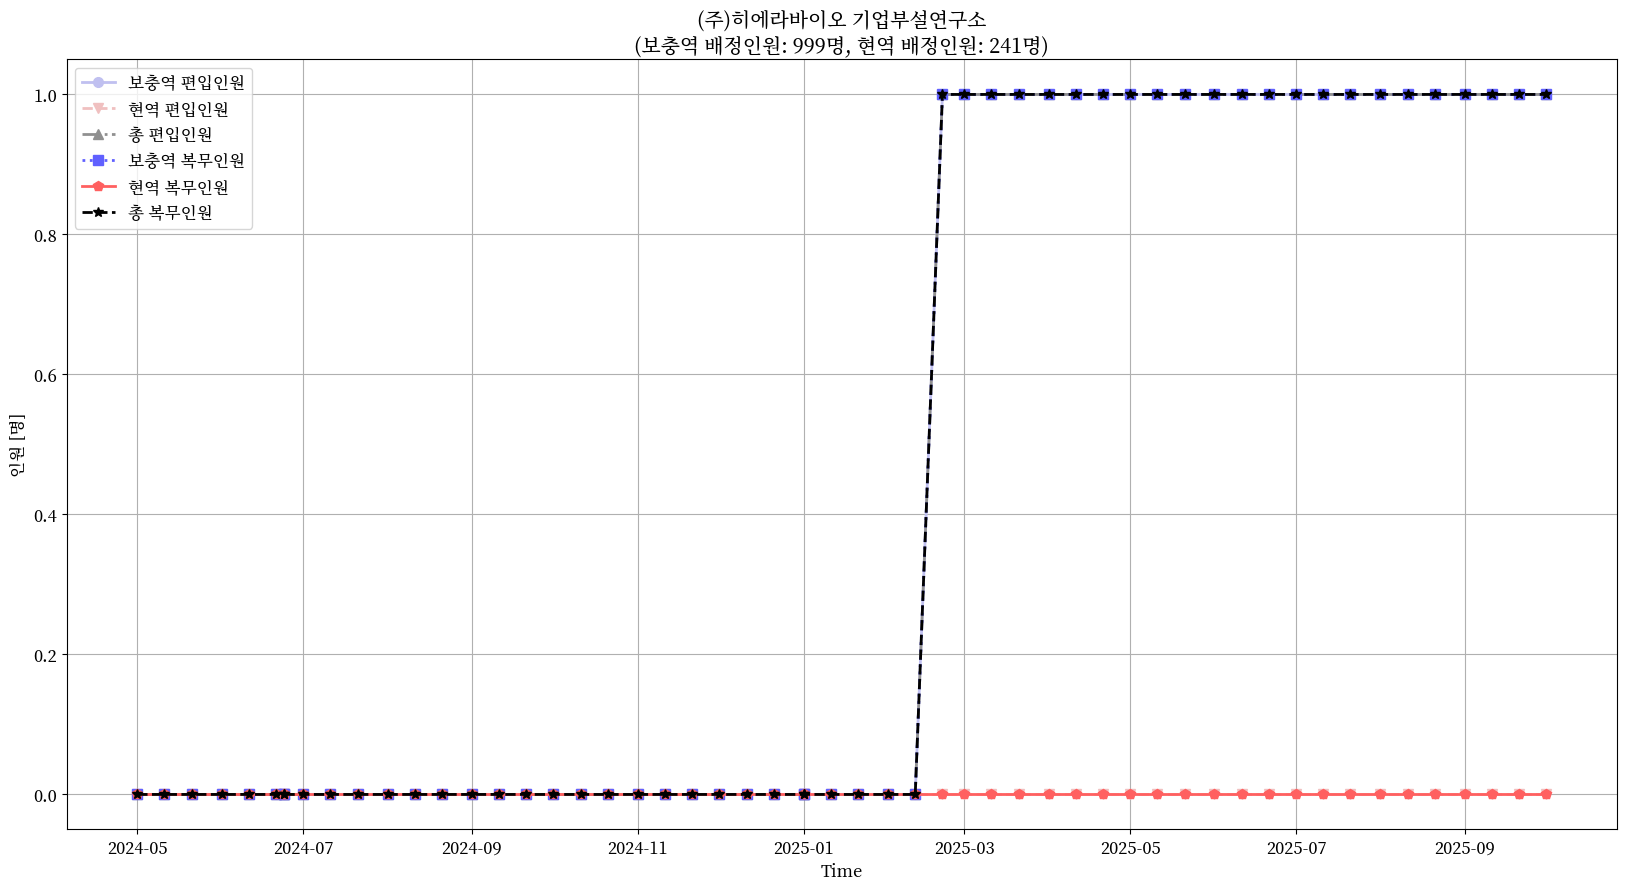 (주)히에라바이오 기업부설연구소
(보충역 배정인원: 999명, 현역 배정인원: 241명)
보충역 편입인원
현역 편입인원
총 편입인원
보충역 복무인원
현역 복무인원
총 복무인원
인원 [명]
1.0
0.8
0.6
0.4
0.2
0.0
2024-05
2024-07
2024-09
2024-11
2025-01
2025-03
2025-05
2025-07
2025-09
Time